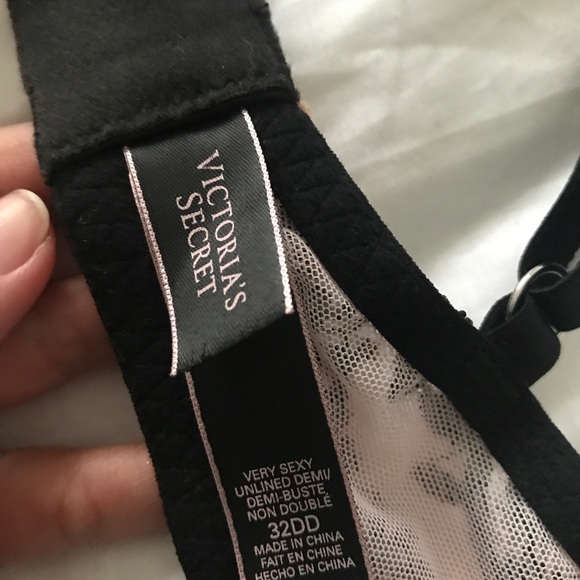 VICTORIA'S
SECRET
VERY SEXY
UNLINED DEMI/
DEMI-BUSTE
NON DOUBLÉ
32DD
MADE IN CHINA
FAIT EN CHINE
HECHO EN CHINA